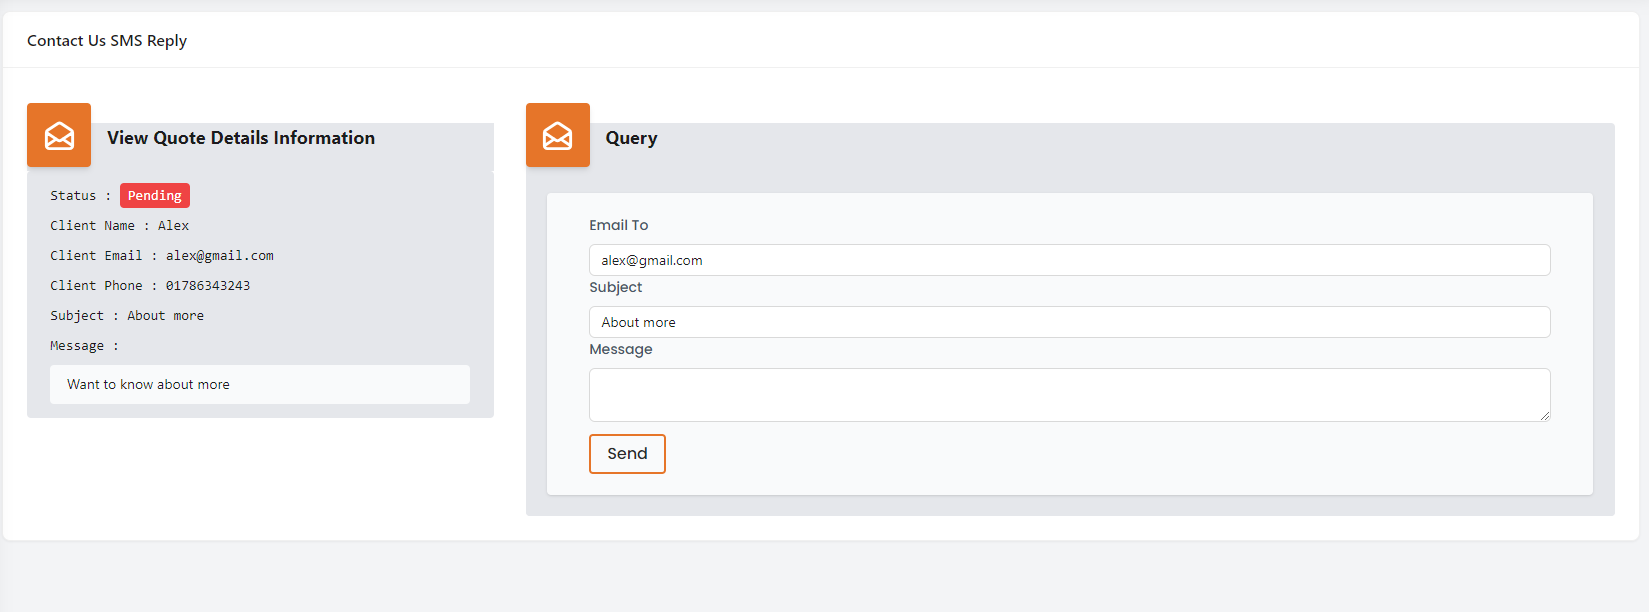 Contact Us SMS Reply
View Quote Details Information
Status : Pending
Client Name : Alex
Client Email : alex@gmail.com
Client Phone : 01786343243
Subject : About more
Message :
Want to know about more
Query
Email To
alex@gmail.com
Subject
About more
Message
Send